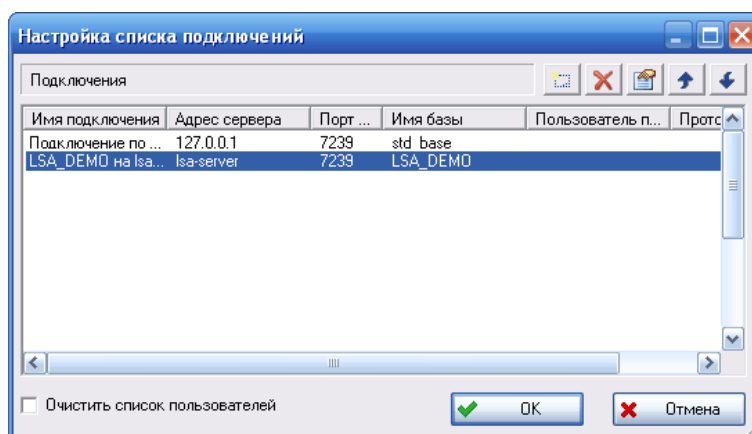 Настройка списка подключений
Подключения
Имя подключения Адрес сервера Порт ... Имя базы Пользователь п... Протс
Подключение по ... 127.0.0.1 7239 std_base
LSA_DEMO на lsa... lsa-server 7239 LSA_DEMO
Очистить список пользователей OK Отмена